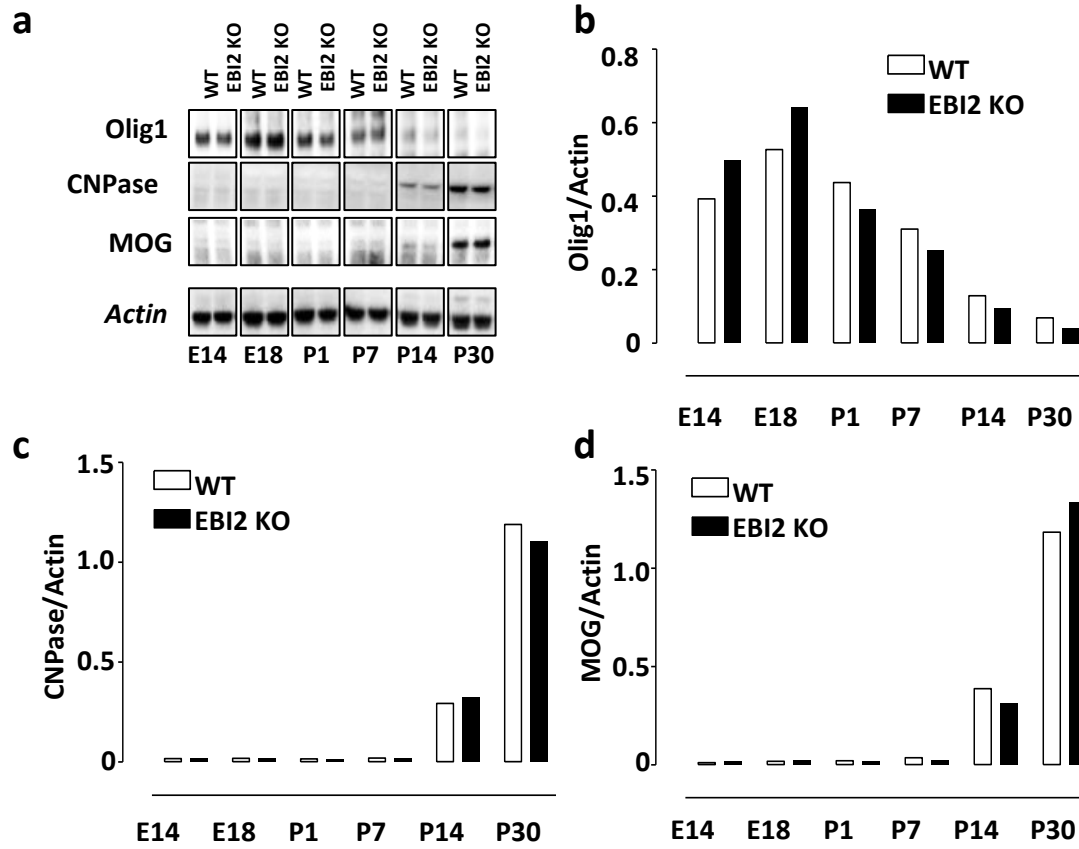 a
WT
EBI2 KO
WT
EBI2 KO
WT
EBI2 KO
WT
EBI2 KO
WT
EBI2 KO
WT
EBI2 KO
Olig1
CNPase
MOG
Actin
E14 E18 P1 P7 P14 P30
b
Olig1/Actin
0.8
0.6
0.4
0.2
0
WT
EBI2 KO
E14 E18 P1 P7 P14 P30
c
CNPase/Actin
1.5
1.0
0.5
0
WT
EBI2 KO
E14 E18 P1 P7 P14 P30
d
MOG/Actin
1.5
1.0
0.5
0
WT
EBI2 KO
E14 E18 P1 P7 P14 P30